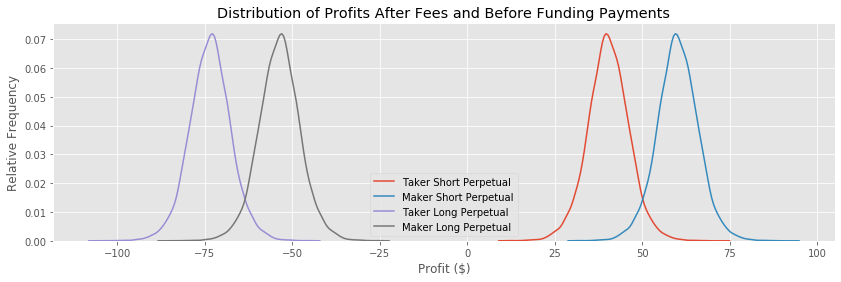 Distribution of Profits After Fees and Before Funding Payments
Relative Frequency
0.07
0.06
0.05
0.04
0.03
0.02
0.01
0.00
Taker Short Perpetual
Maker Short Perpetual
Taker Long Perpetual
Maker Long Perpetual
−100 −75 −50 −25 0 25 50 75 100
Profit ($)